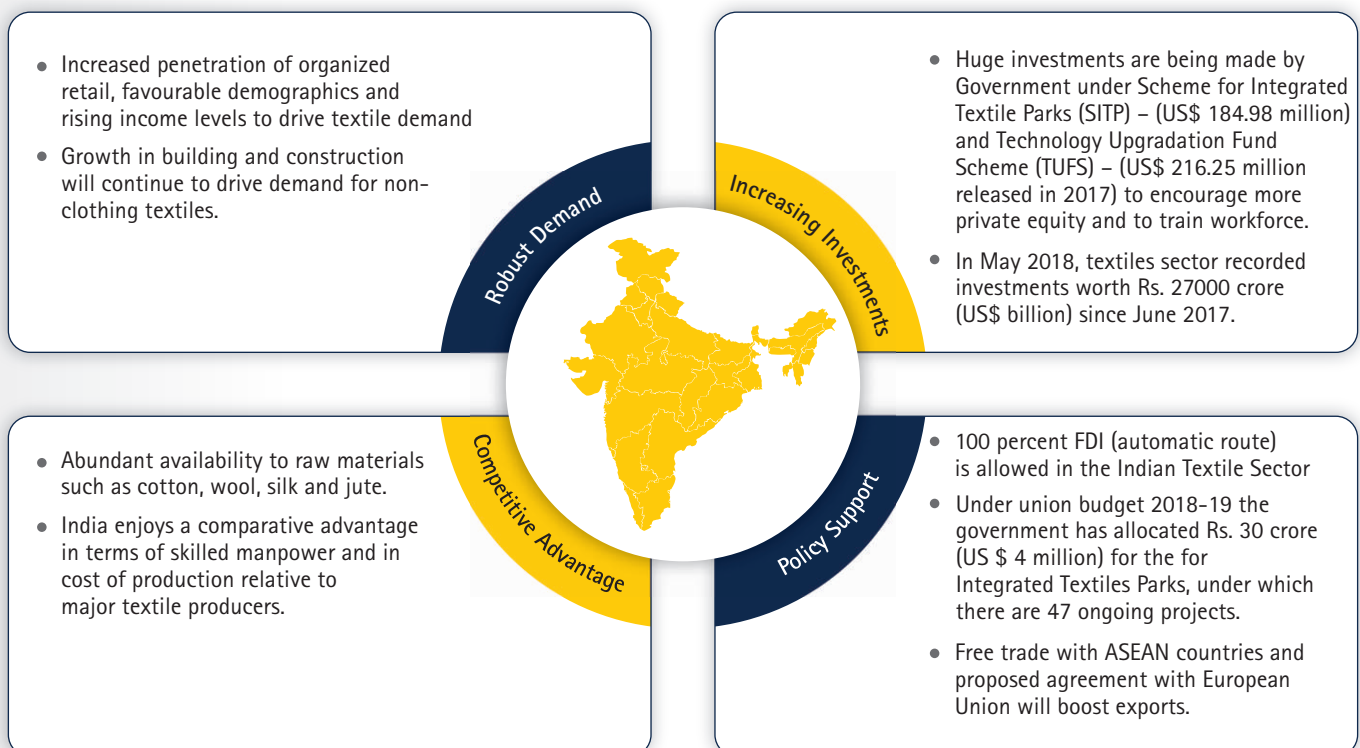 • Increased penetration of organized
retail, favourable demographics and
rising income levels to drive textile demand
• Growth in building and construction
will continue to drive demand for non-
clothing textiles.
Robust Demand
Increasing Investments
• Huge investments are being made by
Government under Scheme for Integrated
Textile Parks (SITP) – (US$ 184.98 million)
and Technology Upgradation Fund
Scheme (TUFS) – (US$ 216.25 million
released in 2017) to encourage more
private equity and to train workforce.
• In May 2018, textiles sector recorded
investments worth Rs. 27000 crore
(US$ billion) since June 2017.
• Abundant availability to raw materials
such as cotton, wool, silk and jute.
• India enjoys a comparative advantage
in terms of skilled manpower and in
cost of production relative to
major textile producers.
Competitive Advantage
Policy Support
• 100 percent FDI (automatic route)
is allowed in the Indian Textile Sector
• Under union budget 2018-19 the
government has allocated Rs. 30 crore
(US $ 4 million) for the for
Integrated Textiles Parks, under which
there are 47 ongoing projects.
• Free trade with ASEAN countries and
proposed agreement with European
Union will boost exports.